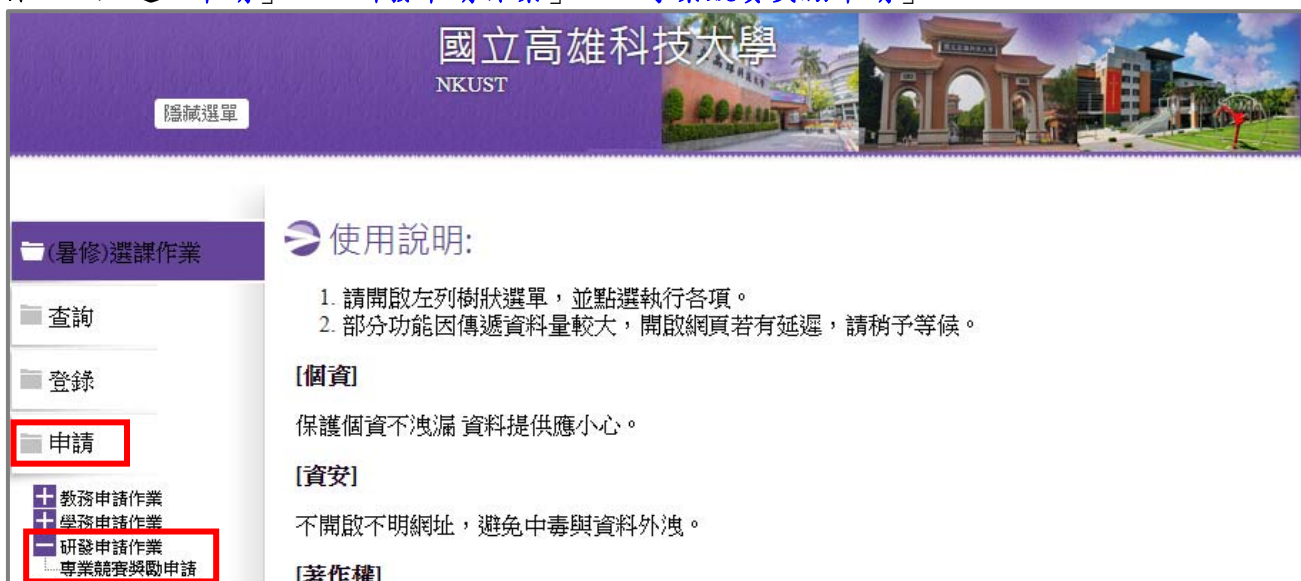 國立高雄科技大學
NKUST
隱藏選單
(暑修)選課作業
查詢
登錄
申請
教務申請作業
學務申請作業
研發申請作業
專業競賽獎勵申請
使用說明:
1. 請開啟左列樹狀選單，並點選執行各項。
2. 部分功能因傳遞資料量較大，開啟網頁若有延遲，請稍予等候。
[個資]
保護個資不洩漏 資料提供應小心。
[資安]
不開啟不明網址，避免中毒與資料外洩。
[著作權]